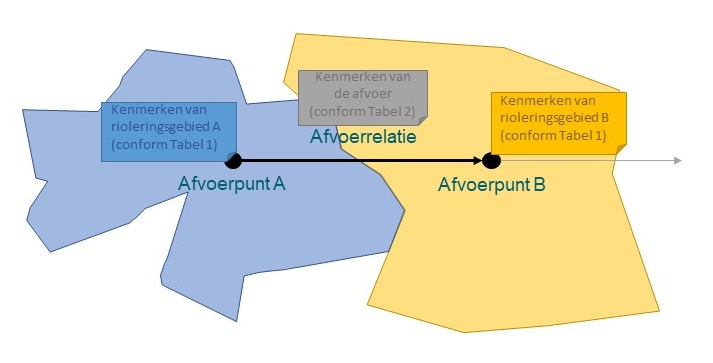 Kenmerken van
rioleringsgebied A
(conform Tabel 1)
Kenmerken van
de afvoer
(conform Tabel 2)
Kenmerken van
rioleringsgebied B
(conform Tabel 1)
Afvoerrelatie
Afvoerpunt A
Afvoerpunt B